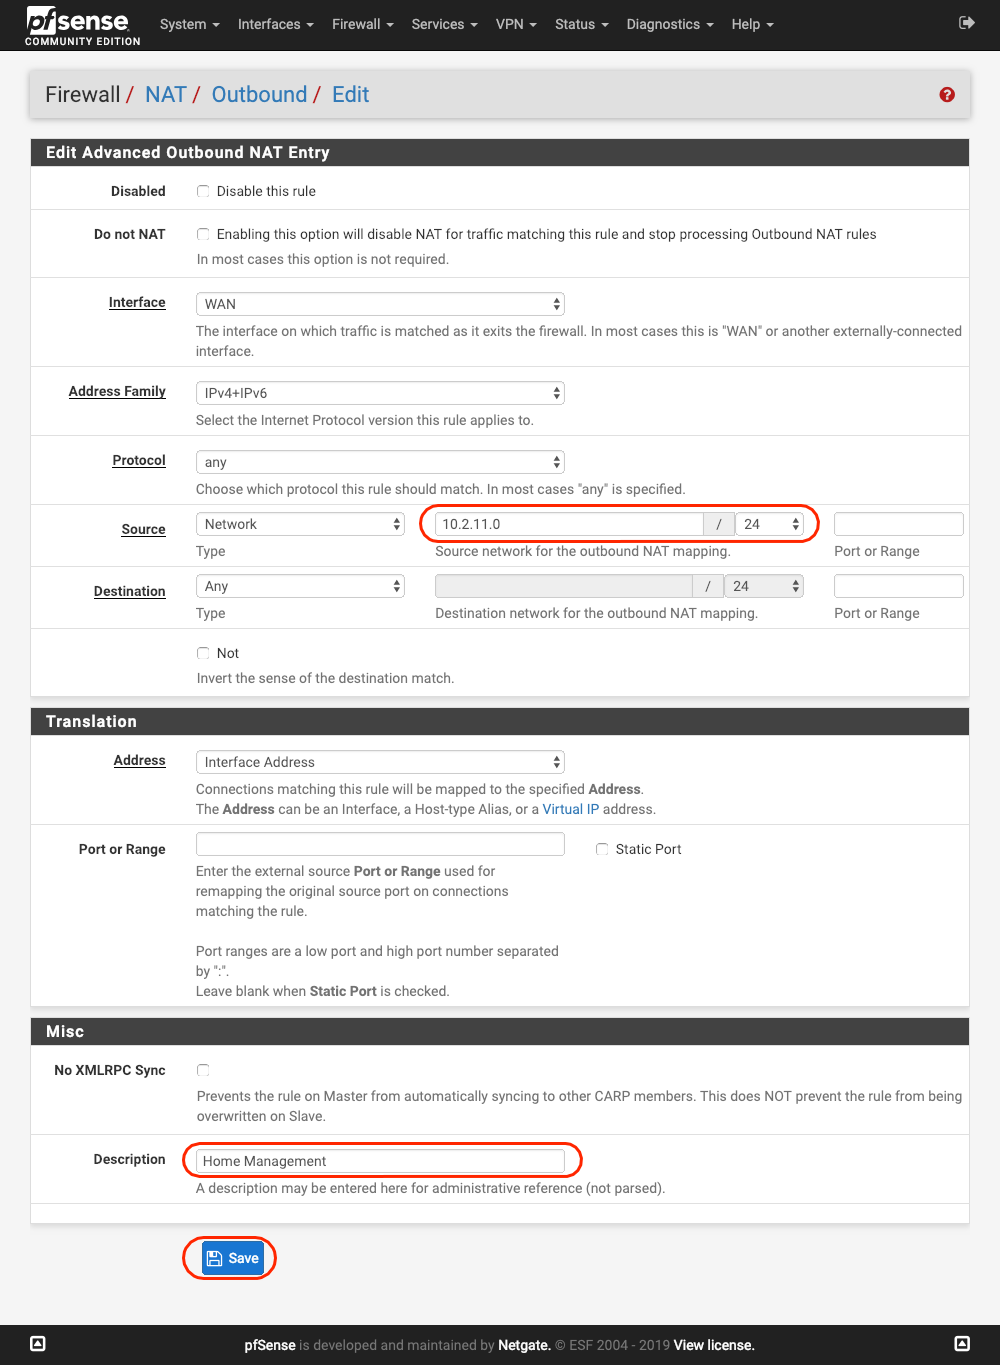 pfsense
COMMUNITY EDITION
System Interfaces Firewall Services VPN Status Diagnostics Help
Firewall / NAT / Outbound / Edit
Edit Advanced Outbound NAT Entry
Disabled Disable this rule
Do not NAT Enabling this option will disable NAT for traffic matching this rule and stop processing Outbound NAT rules
In most cases this option is not required.
Interface WAN
The interface on which traffic is matched as it exits the firewall. In most cases this is "WAN" or another externally-connected
interface.
Address Family IPv4+IPv6
Select the Internet Protocol version this rule applies to.
Protocol any
Choose which protocol this rule should match. In most cases "any" is specified.
Source Network 10.2.11.0 / 24
Type Source network for the outbound NAT mapping. Port or Range
Destination Any / 24
Type Destination network for the outbound NAT mapping. Port or Range
Not
Invert the sense of the destination match.
Translation
Address Interface Address
Connections matching this rule will be mapped to the specified Address.
The Address can be an Interface, a Host-type Alias, or a Virtual IP address.
Port or Range Static Port
Enter the external source Port or Range used for
remapping the original source port on connections
matching the rule.
Port ranges are a low port and high port number separated
by ":".
Leave blank when Static Port is checked.
Misc
No XMLRPC Sync
Prevents the rule on Master from automatically syncing to other CARP members. This does NOT prevent the rule from being
overwritten on Slave.
Description Home Management
A description may be entered here for administrative reference (not parsed).
Save
pfSense is developed and maintained by Netgate. © ESF 2004 - 2019 View license.